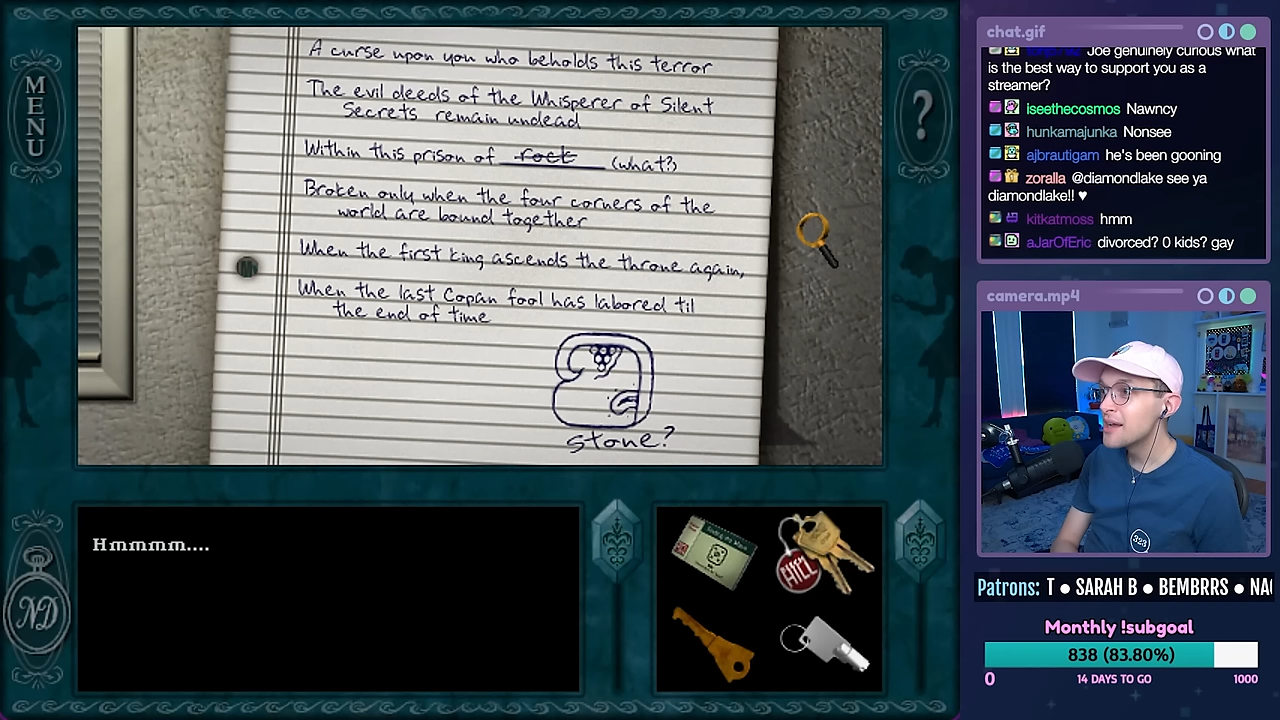 MENU
A curse upon you who beholds this terror
The evil deeds of the Whisperer of Silent
Secrets remain undead
Within this prison of rock (what?)
Broken only when the four corners of the
world are bound together
When the first king ascends the throne again,
When the last Copan fool has labored til
the end of time
stone?
?
Hmmmm....
ND
HILL
chat.gif
Joe genuinely curious what
is the best way to support you as a
streamer?
iseethecosmos Nawncy
hunkamajunka Nonsee
ajbrautigam he's been gooning
zoralla @diamondlake see ya
diamondlake!! ♥
kitkatmoss hmm
aJarOfEric divorced? 0 kids? gay
camera.mp4
323
Patrons: T ● SARAH B ● BEMBRRS ●
Monthly !subgoal
838 (83.80%)
0 14 DAYS TO GO 1000